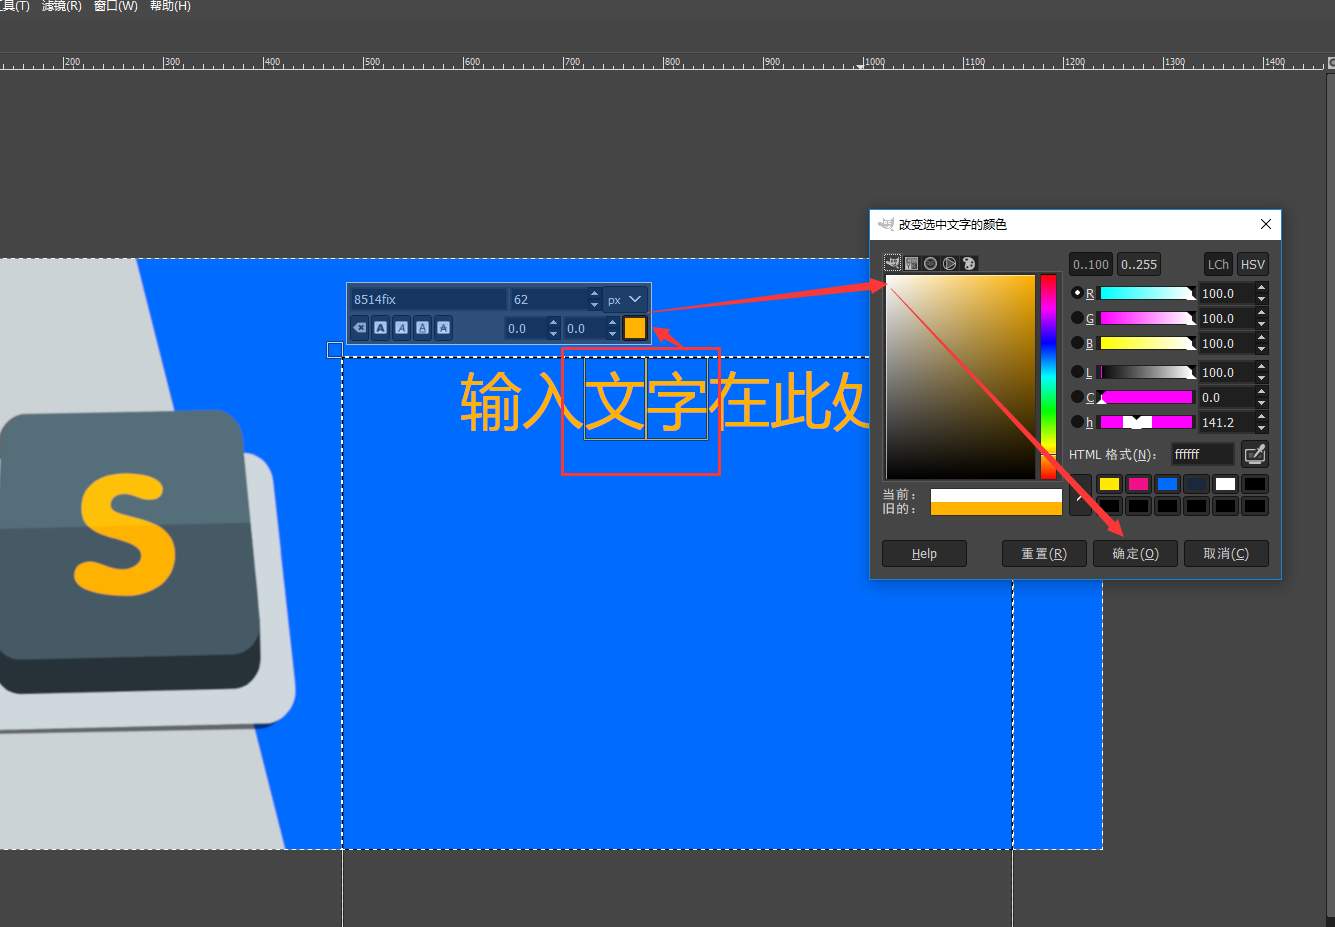 工具(T) 滤镜(R) 窗口(W) 帮助(H)
200 300 400 500 600 700 800 900 1000 1100 1200 1300 1400
改变选中文字的颜色
0..100 0..255 LCh HSV
8514fix 62 px
R 100.0
0.0 0.0
G 100.0
B 100.0
输入文字在此处
L 100.0
C 0.0
h 141.2
HTML 格式(N): ffffff
S
当前:
旧的:
Help 重置(R) 确定(O) 取消(C)